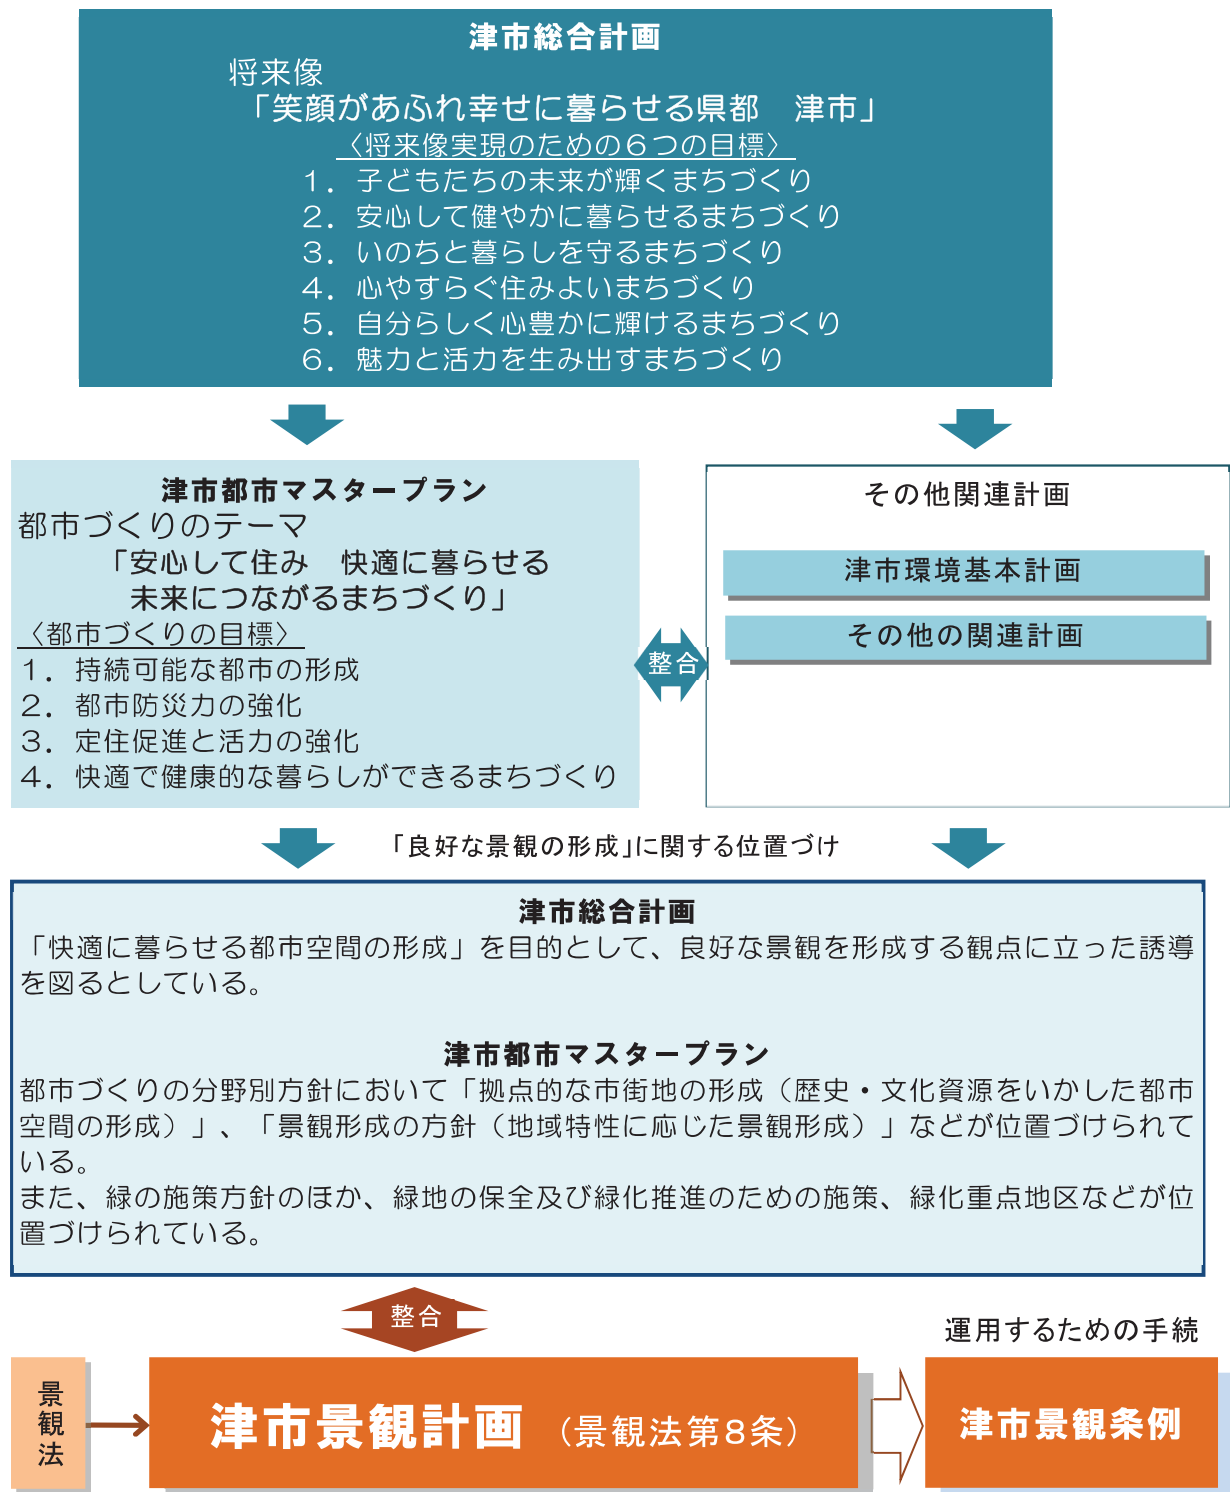 津市総合計画
将来像
「笑顔があふれ幸せに暮らせる県都　津市」
〈将来像実現のための６つの目標〉
１．子どもたちの未来が輝くまちづくり
２．安心して健やかに暮らせるまちづくり
３．いのちと暮らしを守るまちづくり
４．心やすらぐ住みよいまちづくり
５．自分らしく心豊かに輝けるまちづくり
６．魅力と活力を生み出すまちづくり
津市都市マスタープラン
都市づくりのテーマ
「安心して住み　快適に暮らせる
未来につながるまちづくり」
〈都市づくりの目標〉
１．持続可能な都市の形成
２．都市防災力の強化
３．定住促進と活力の強化
４．快適で健康的な暮らしができるまちづくり
整合
その他関連計画
津市環境基本計画
その他の関連計画
「良好な景観の形成」に関する位置づけ
津市総合計画
「快適に暮らせる都市空間の形成」を目的として、良好な景観を形成する観点に立った誘導
を図るとしている。
津市都市マスタープラン
都市づくりの分野別方針において「拠点的な市街地の形成（歴史・文化資源をいかした都市
空間の形成）」、「景観形成の方針（地域特性に応じた景観形成）」などが位置づけられて
いる。
また、緑の施策方針のほか、緑地の保全及び緑化推進のための施策、緑化重点地区などが位
置づけられている。
整合
運用するための手続
景観法
津市景観計画（景観法第８条）
津市景観条例